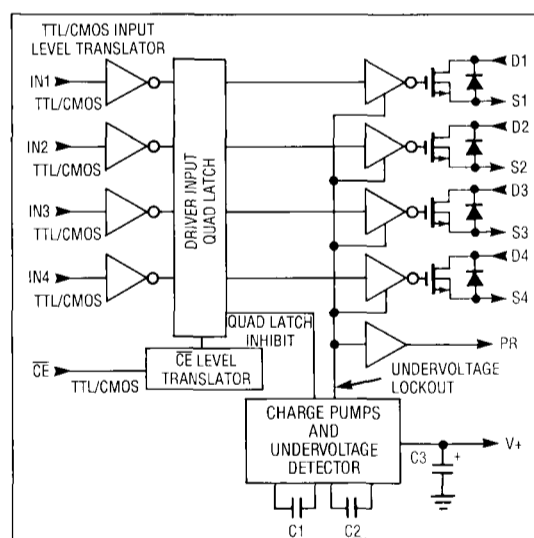 TTL/CMOS INPUT
LEVEL TRANSLATOR
IN1
TTL/CMOS
IN2
TTL/CMOS
IN3
TTL/CMOS
IN4
TTL/CMOS
DRIVER INPUT
QUAD LATCH
D1
S1
D2
S2
D3
S3
D4
S4
QUAD LATCH
INHIBIT
PR
CE
TTL/CMOS
CE LEVEL
TRANSLATOR
UNDERVOLTAGE
LOCKOUT
CHARGE PUMPS
AND
UNDERVOLTAGE
DETECTOR
C3
+
V+
C1
C2